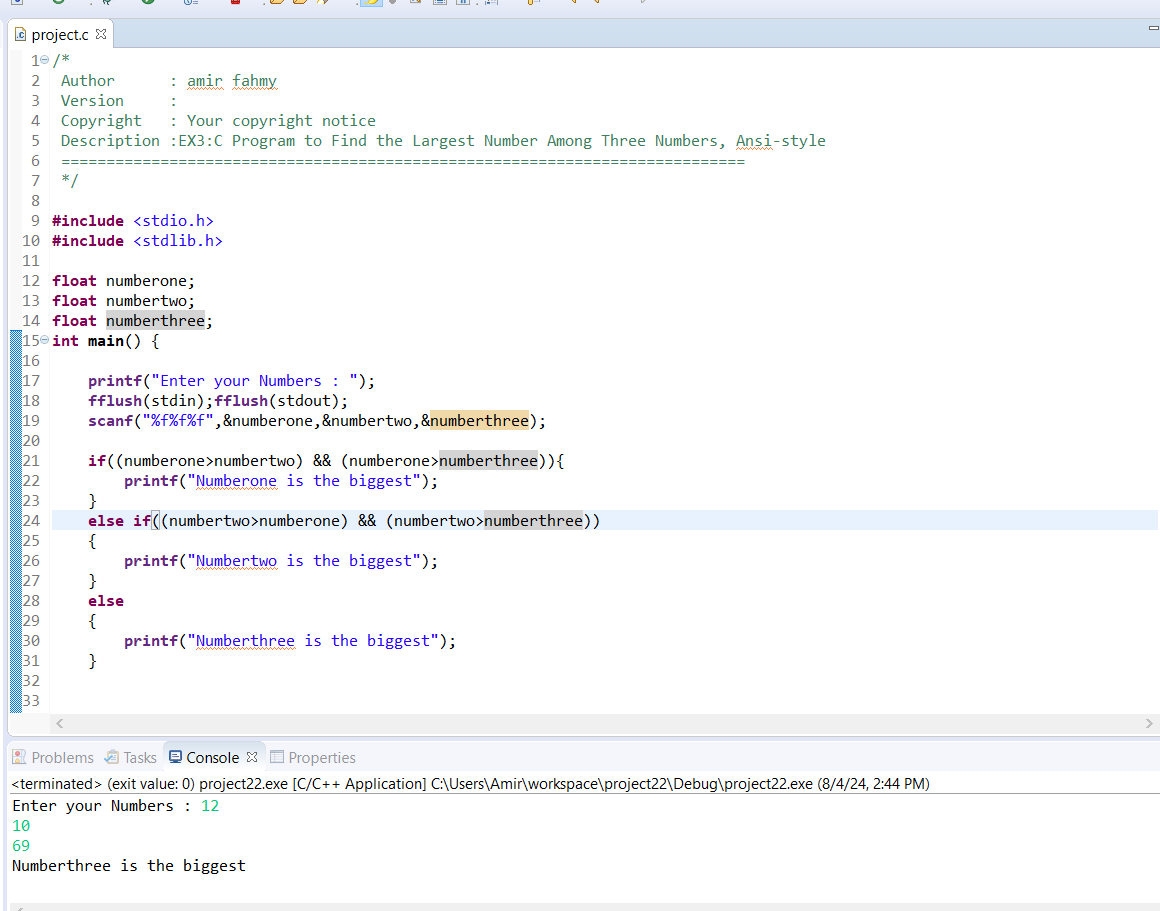 project.c
1 /*
2  Author      : amir fahmy
3  Version     :
4  Copyright   : Your copyright notice
5  Description :EX3:C Program to Find the Largest Number Among Three Numbers, Ansi-style
6  ============================================================================
7  */
8
9 #include <stdio.h>
10 #include <stdlib.h>
11
12 float numberone;
13 float numbertwo;
14 float numberthree;
15 int main() {
16
17     printf("Enter your Numbers : ");
18     fflush(stdin);fflush(stdout);
19     scanf("%f%f%f",&numberone,&numbertwo,&numberthree);
20
21     if((numberone>numbertwo) && (numberone>numberthree)){
22         printf("Numberone is the biggest");
23     }
24     else if((numbertwo>numberone) && (numbertwo>numberthree))
25     {
26         printf("Numbertwo is the biggest");
27     }
28     else
29     {
30         printf("Numberthree is the biggest");
31     }
32
33
Problems Tasks Console Properties
<terminated> (exit value: 0) project22.exe [C/C++ Application] C:\Users\Amir\workspace\project22\Debug\project22.exe (8/4/24, 2:44 PM)
Enter your Numbers : 12
10
69
Numberthree is the biggest